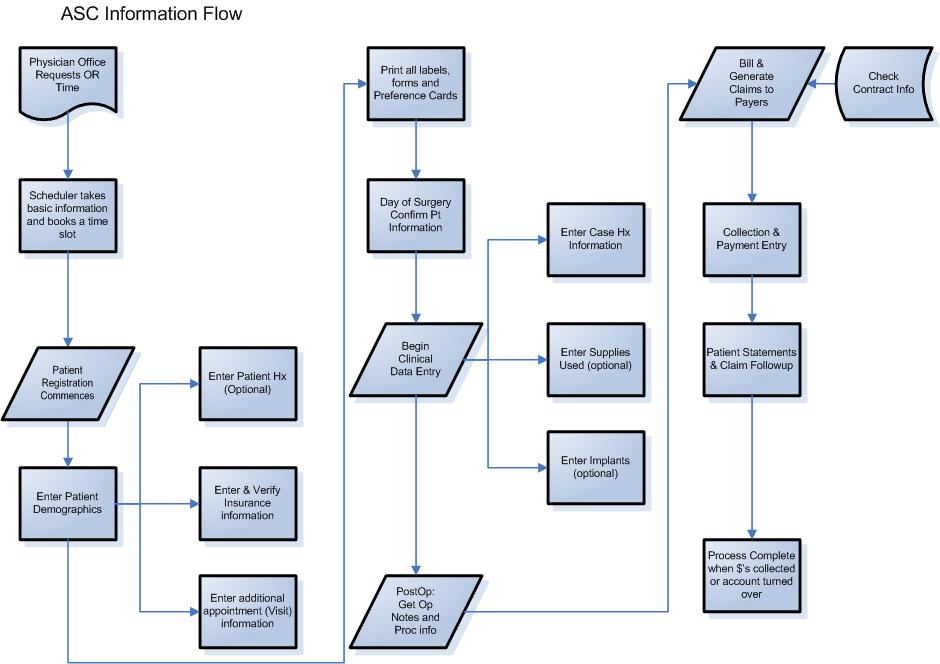 ASC Information Flow
Physician Office
Requests OR
Time
Scheduler takes
basic information
and books a time
slot
Patient
Registration
Commences
Enter Patient
Demographics
Enter Patient Hx
(Optional)
Enter & Verify
Insurance
information
Enter additional
appointment (Visit)
information
Print all labels,
forms and
Preference Cards
Day of Surgery
Confirm Pt
Information
Begin
Clinical
Data Entry
Enter Case Hx
Information
Enter Supplies
Used (optional)
Enter Implants
(optional)
PostOp:
Get Op
Notes and
Proc info
Bill &
Generate
Claims to
Payers
Check
Contract Info
Collection &
Payment Entry
Patient Statements
& Claim Followup
Process Complete
when $'s collected
or account turned
over